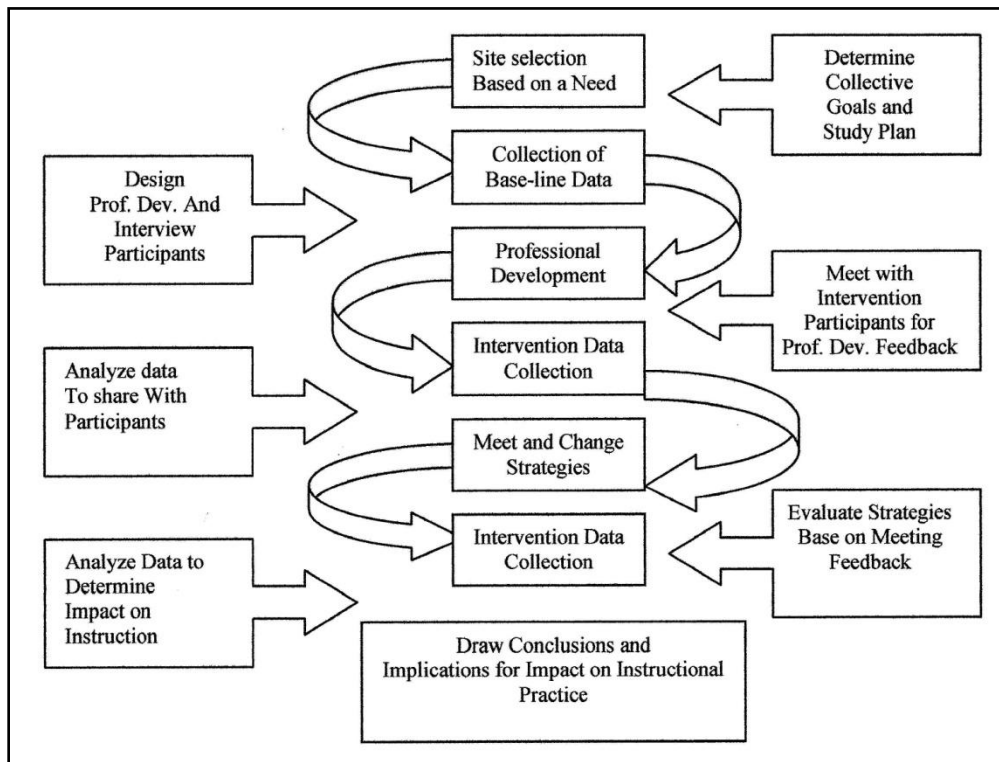 Site selection
Based on a Need
Determine
Collective
Goals and
Study Plan
Collection of
Base-line Data
Design
Prof. Dev. And
Interview
Participants
Professional
Development
Meet with
Intervention
Participants for
Prof. Dev. Feedback
Intervention Data
Collection
Analyze data
To share With
Participants
Meet and Change
Strategies
Evaluate Strategies
Base on Meeting
Feedback
Intervention Data
Collection
Analyze Data to
Determine
Impact on
Instruction
Draw Conclusions and
Implications for Impact on Instructional
Practice